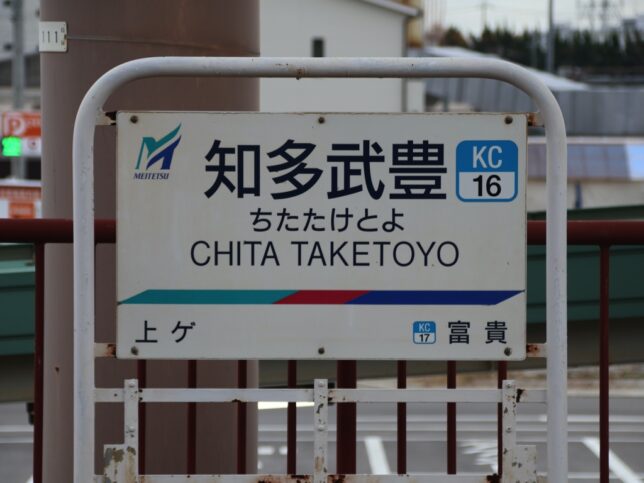 111
P
MEITETSU
知多武豊
KC
16
ちたたけとよ
CHITA TAKETOYO
上ゲ
KC
17
富貴